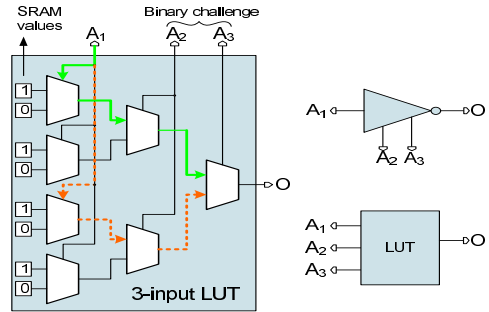 SRAM
values
Binary challenge
A1 A2 A3
1
0
1
0
1
0
1
0
O
3-input LUT
A1 O
A2 A3
A1
A2 LUT O
A3